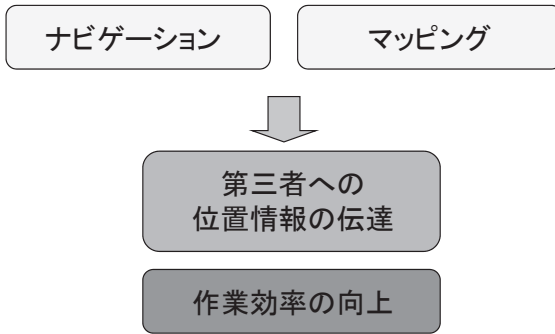 ナビゲーション
マッピング
第三者への
位置情報の伝達
作業効率の向上